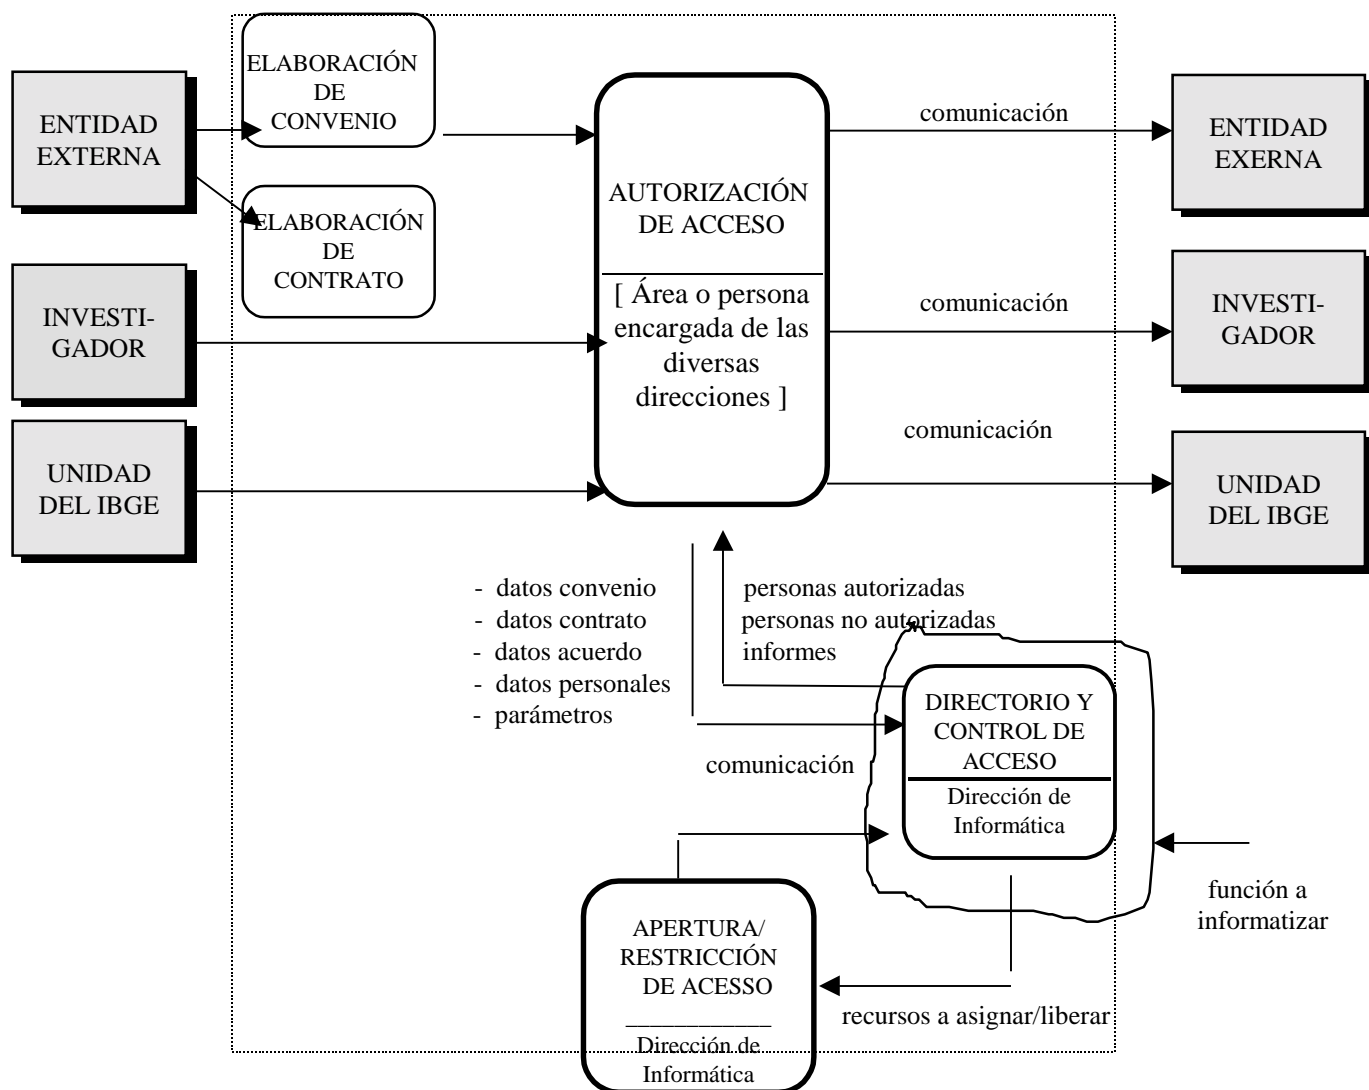 ELABORACIÓN
DE
CONVENIO
ENTIDAD
EXTERNA
ELABORACIÓN
DE
CONTRATO
INVESTI-
GADOR
UNIDAD
DEL IBGE
AUTORIZACIÓN
DE ACCESO
[ Área o persona
encargada de las
diversas
direcciones ]
comunicación
ENTIDAD
EXERNA
comunicación
INVESTI-
GADOR
comunicación
UNIDAD
DEL IBGE
- datos convenio
- datos contrato
- datos acuerdo
- datos personales
- parámetros
personas autorizadas
personas no autorizadas
informes
DIRECTORIO Y
CONTROL DE
ACCESO
Dirección de
Informática
comunicación
función a
informatizar
APERTURA/
RESTRICCIÓN
DE ACESSO
Dirección de
Informática
recursos a asignar/liberar